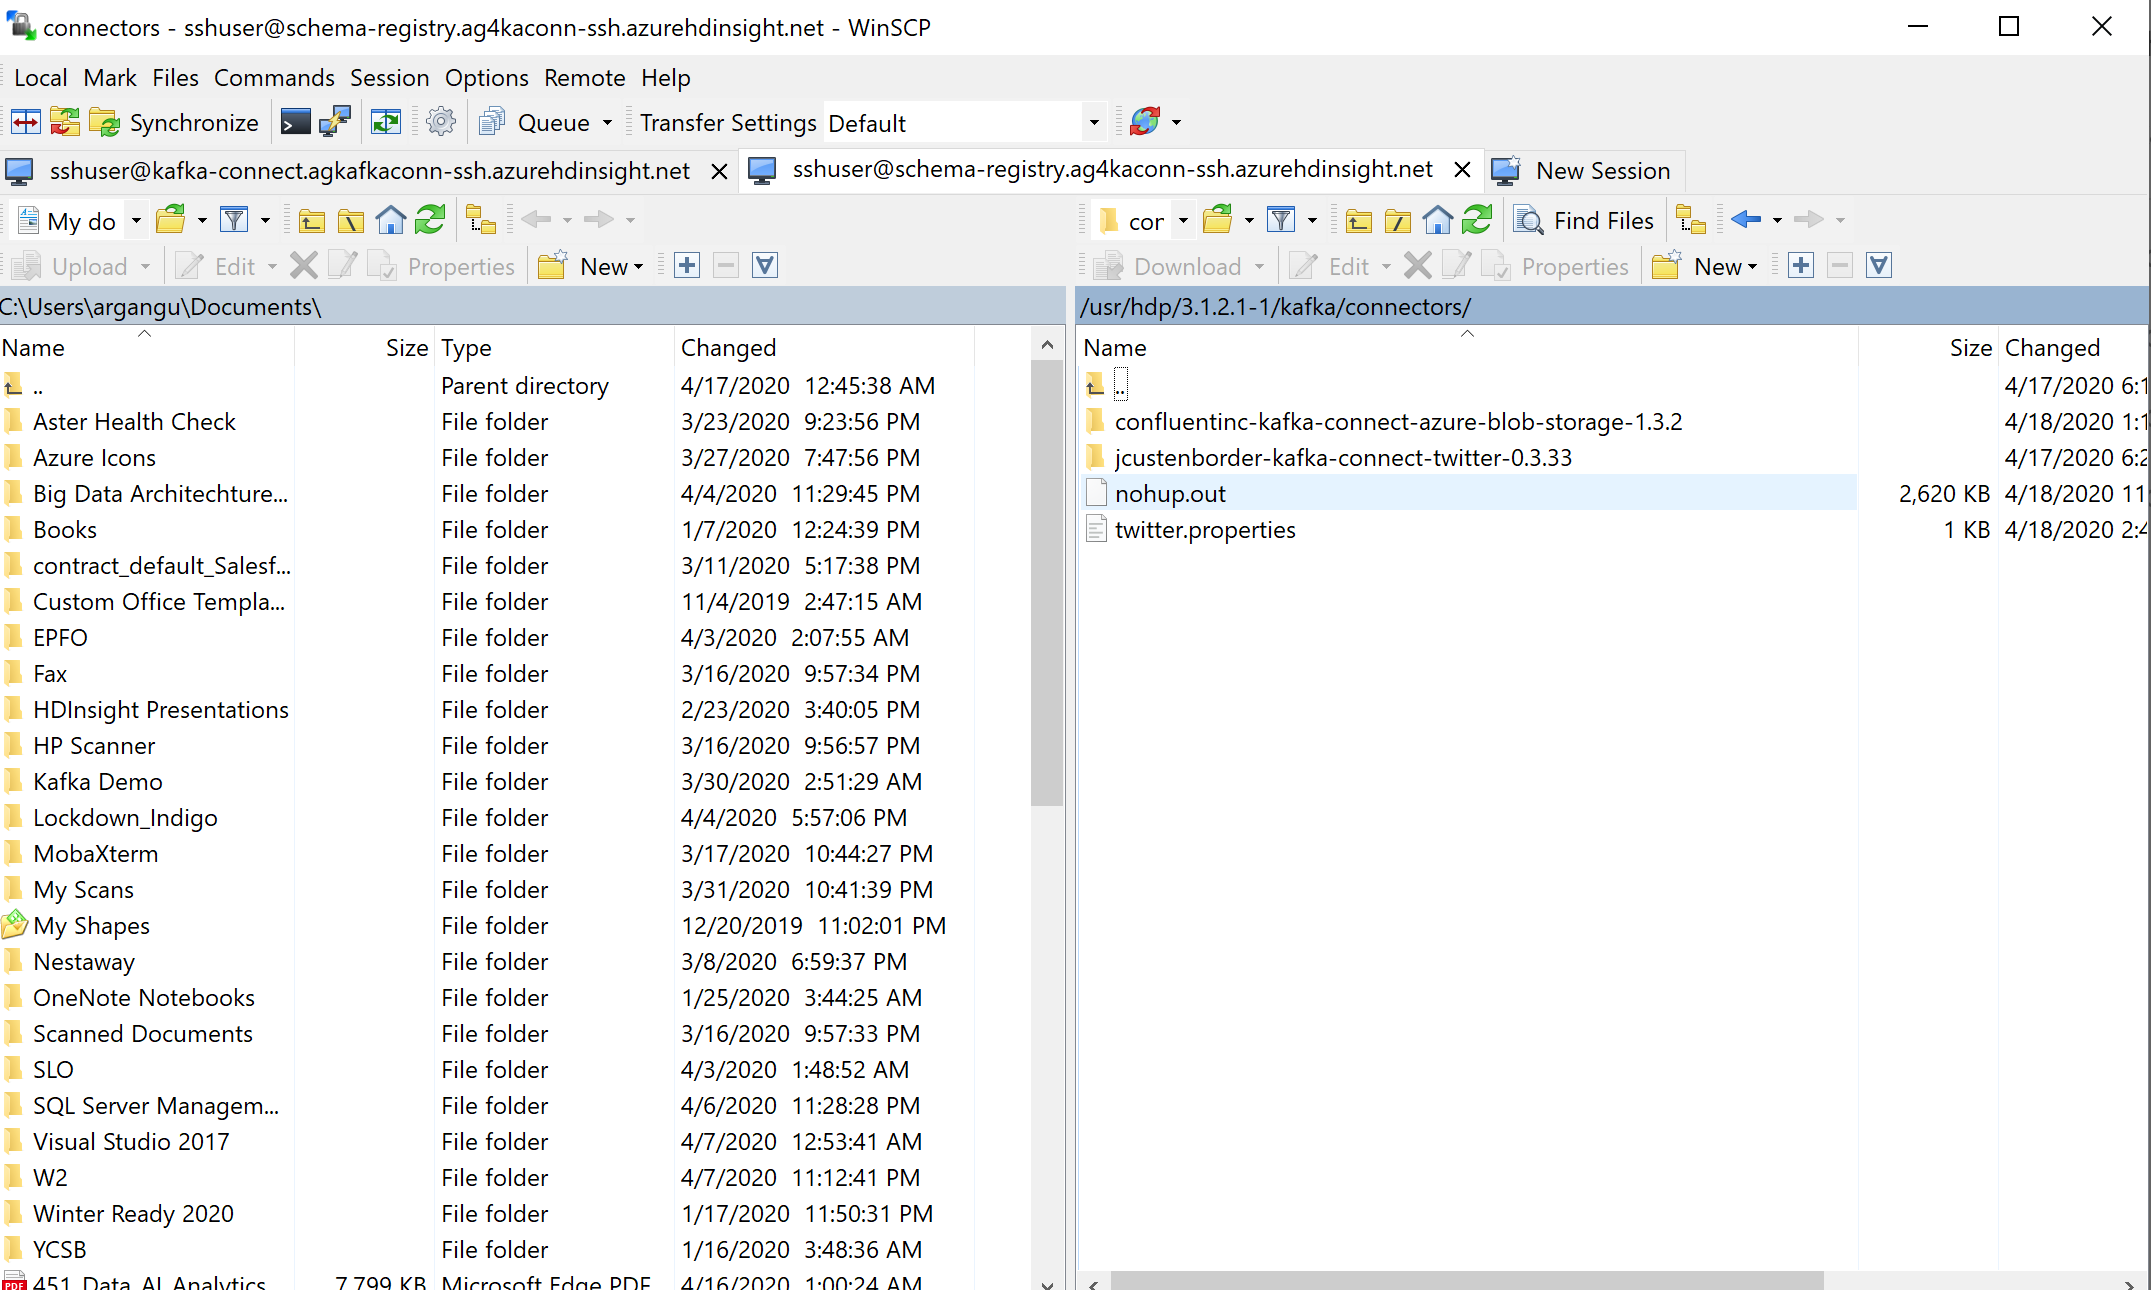 connectors - sshuser@schema-registry.ag4kaconn-ssh.azurehdinsight.net - WinSCP
Local Mark Files Commands Session Options Remote Help
Synchronize Queue Transfer Settings Default
sshuser@kafka-connect.agkafkaconn-ssh.azurehdinsight.net sshuser@schema-registry.ag4kaconn-ssh.azurehdinsight.net New Session
My do cor Find Files
Upload Edit Properties New Download Edit Properties New
C:\Users\argangu\Documents\ /usr/hdp/3.1.2.1-1/kafka/connectors/
Name Size Type Changed Name Size Changed
.. Parent directory 4/17/2020 12:45:38 AM .. 4/17/2020 6:1
Aster Health Check File folder 3/23/2020 9:23:56 PM confluentinc-kafka-connect-azure-blob-storage-1.3.2 4/18/2020 1:1
Azure Icons File folder 3/27/2020 7:47:56 PM jcustenborder-kafka-connect-twitter-0.3.33 4/17/2020 6:2
Big Data Architechture... File folder 4/4/2020 11:29:45 PM nohup.out 2,620 KB 4/18/2020 11
Books File folder 1/7/2020 12:24:39 PM twitter.properties 1 KB 4/18/2020 2:4
contract_default_Salesf... File folder 3/11/2020 5:17:38 PM
Custom Office Templa... File folder 11/4/2019 2:47:15 AM
EPFO File folder 4/3/2020 2:07:55 AM
Fax File folder 3/16/2020 9:57:34 PM
HDInsight Presentations File folder 2/23/2020 3:40:05 PM
HP Scanner File folder 3/16/2020 9:56:57 PM
Kafka Demo File folder 3/30/2020 2:51:29 AM
Lockdown_Indigo File folder 4/4/2020 5:57:06 PM
MobaXterm File folder 3/17/2020 10:44:27 PM
My Scans File folder 3/31/2020 10:41:39 PM
My Shapes File folder 12/20/2019 11:02:01 PM
Nestaway File folder 3/8/2020 6:59:37 PM
OneNote Notebooks File folder 1/25/2020 3:44:25 AM
Scanned Documents File folder 3/16/2020 9:57:33 PM
SLO File folder 4/3/2020 1:48:52 AM
SQL Server Managem... File folder 4/6/2020 11:28:28 PM
Visual Studio 2017 File folder 4/7/2020 12:53:41 AM
W2 File folder 4/7/2020 11:12:41 PM
Winter Ready 2020 File folder 1/17/2020 11:50:31 PM
YCSB File folder 1/16/2020 3:48:36 AM
451_Data_AI_Analytics 7,799 KB Microsoft Edge PDF 4/16/2020 1:00:24 AM